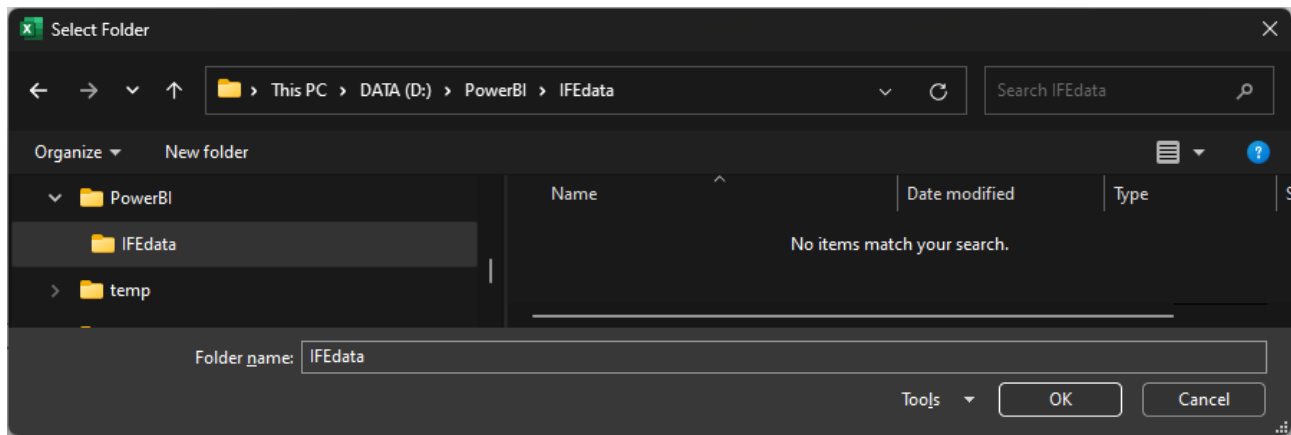 Select Folder
This PC > DATA (D:) > PowerBI > IFEdata
Search IFEdata
Organize
New folder
?
PowerBI
Name
Date modified
Type
S
IFEdata
No items match your search.
temp
Folder name: IFEdata
Tools
OK
Cancel